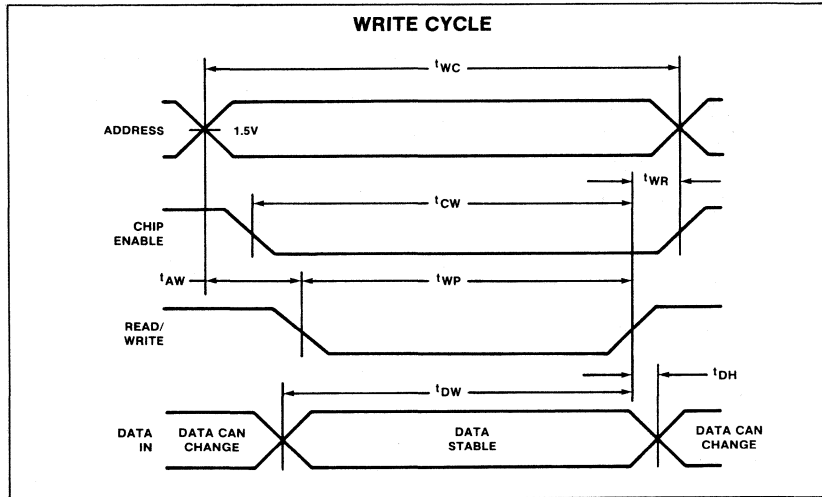 WRITE CYCLE
tWC
ADDRESS
1.5V
tWR
tCW
CHIP
ENABLE
tAW
tWP
READ/
WRITE
tDH
tDW
DATA
IN
DATA CAN
CHANGE
DATA
STABLE
DATA CAN
CHANGE